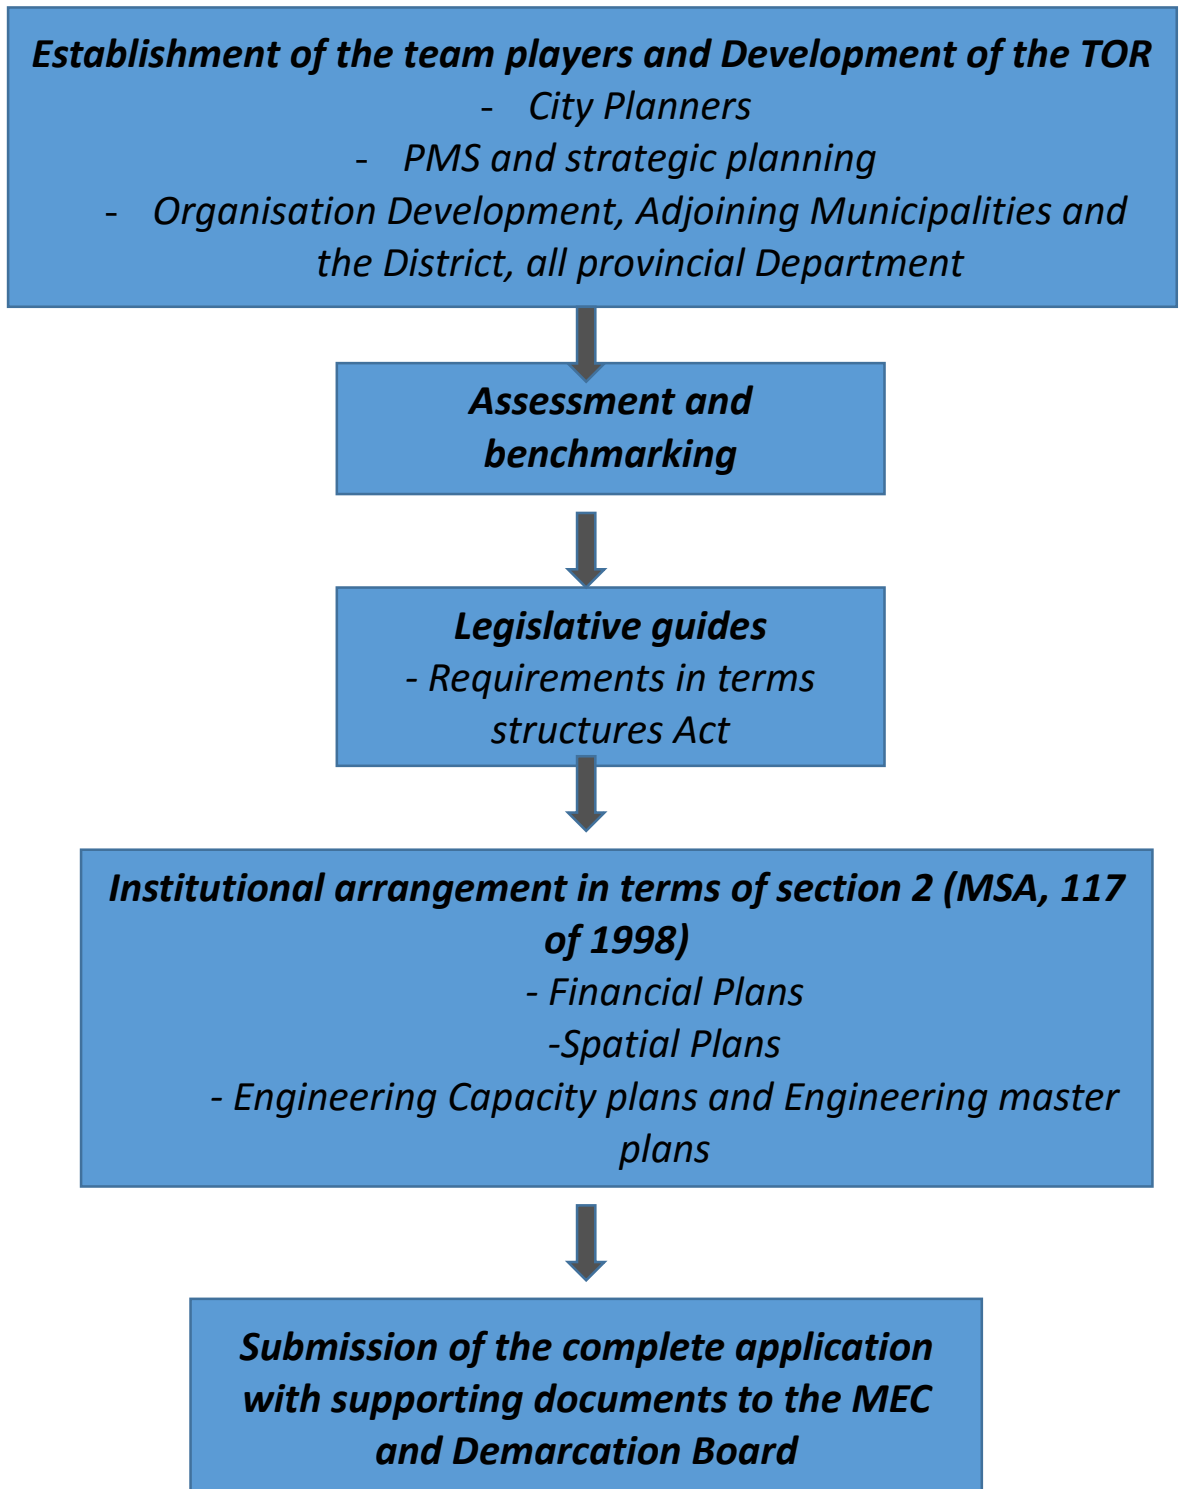 Establishment of the team players and Development of the TOR
- City Planners
- PMS and strategic planning
- Organisation Development, Adjoining Municipalities and
the District, all provincial Department
Assessment and
benchmarking
Legislative guides
- Requirements in terms
structures Act
Institutional arrangement in terms of section 2 (MSA, 117
of 1998)
- Financial Plans
-Spatial Plans
- Engineering Capacity plans and Engineering master
plans
Submission of the complete application
with supporting documents to the MEC
and Demarcation Board